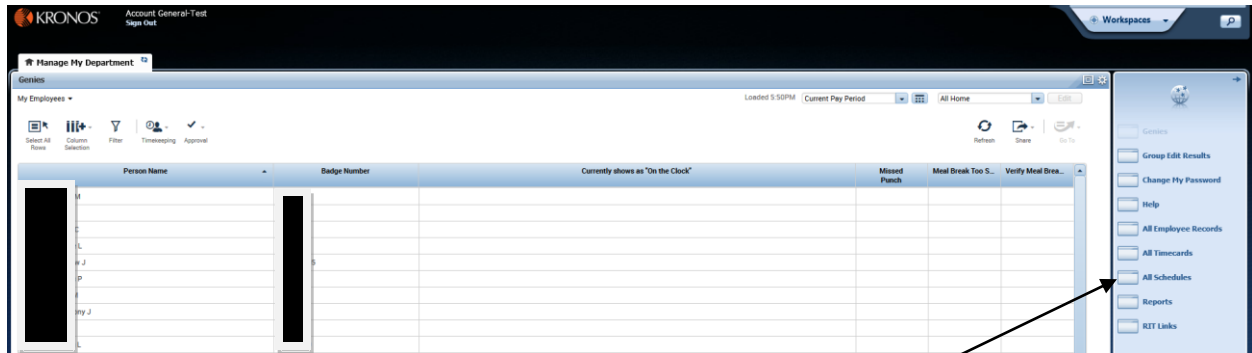 KRONOS
Account General-Test
Sign Out
Workspaces
Manage My Department
Genies
My Employees
Loaded 5:50PM
Current Pay Period
All Home
Edit
Select All Rows
Column Selection
Filter
Timekeeping
Approval
Refresh
Share
Go To
Person Name
Badge Number
Currently shows as "On the Clock"
Missed Punch
Meal Break Too S...
Verify Meal Brea...
M
C
L
J
5
P
ny J
L
Genies
Group Edit Results
Change My Password
Help
All Employee Records
All Timecards
All Schedules
Reports
RIT Links